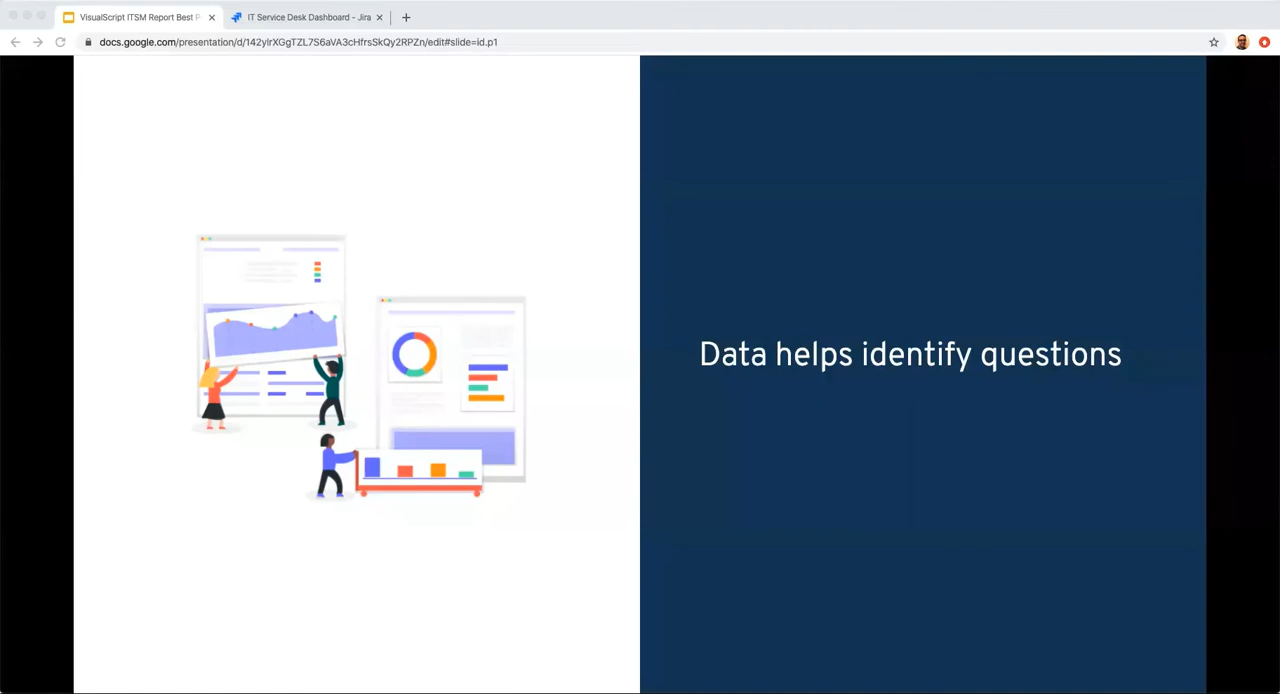 VisualScript ITSM Report Best P
IT Service Desk Dashboard - Jira
docs.google.com/presentation/d/142ylrXGgTZL7S6aVA3cHfrsSkQy2RPZn/edit#slide=id.p1
Data helps identify questions